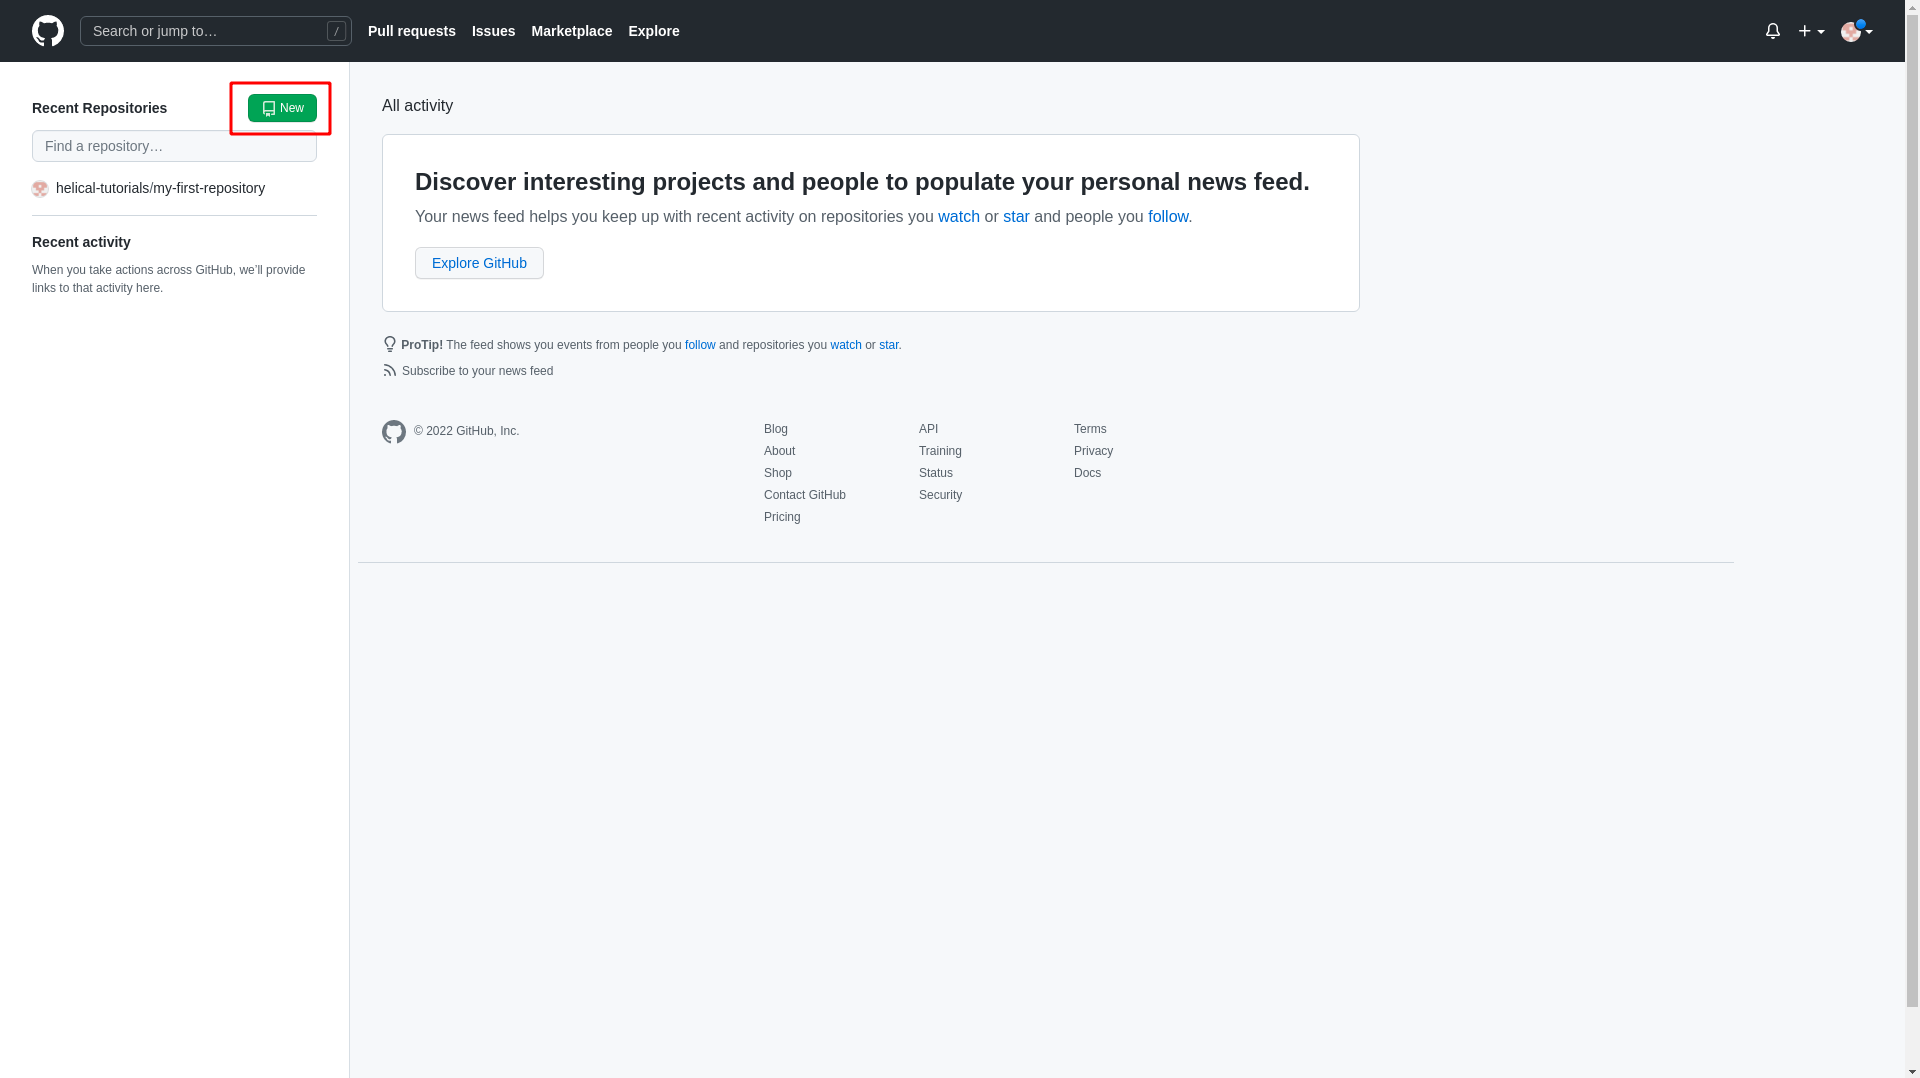 Search or jump to…
/
Pull requests
Issues
Marketplace
Explore
Recent Repositories
New
Find a repository…
helical-tutorials/my-first-repository
Recent activity
When you take actions across GitHub, we'll provide
links to that activity here.
All activity
Discover interesting projects and people to populate your personal news feed.
Your news feed helps you keep up with recent activity on repositories you watch or star and people you follow.
Explore GitHub
ProTip! The feed shows you events from people you follow and repositories you watch or star.
Subscribe to your news feed
© 2022 GitHub, Inc.
Blog
About
Shop
Contact GitHub
Pricing
API
Training
Status
Security
Terms
Privacy
Docs